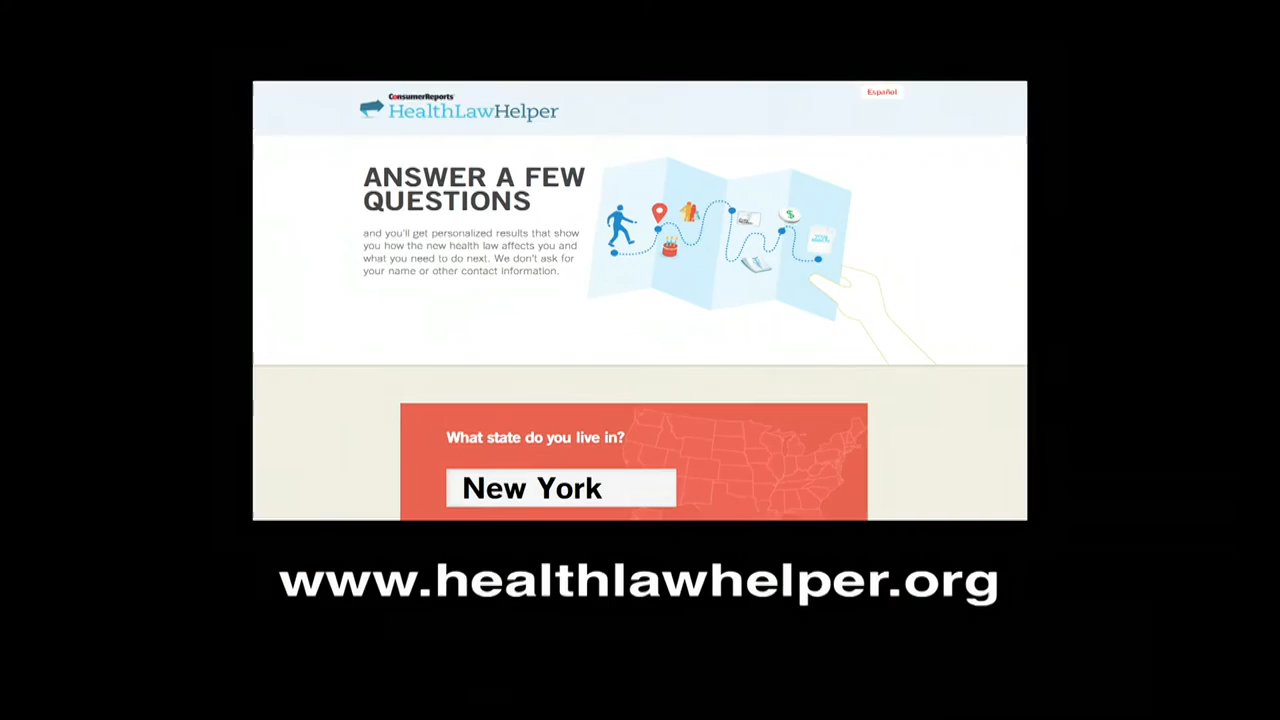 ConsumerReports
HealthLawHelper
Español
ANSWER A FEW
QUESTIONS
and you'll get personalized results that show
you how the new health law affects you and
what you need to do next. We don't ask for
your name or other contact information.
$
What state do you live in?
New York
www.healthlawhelper.org